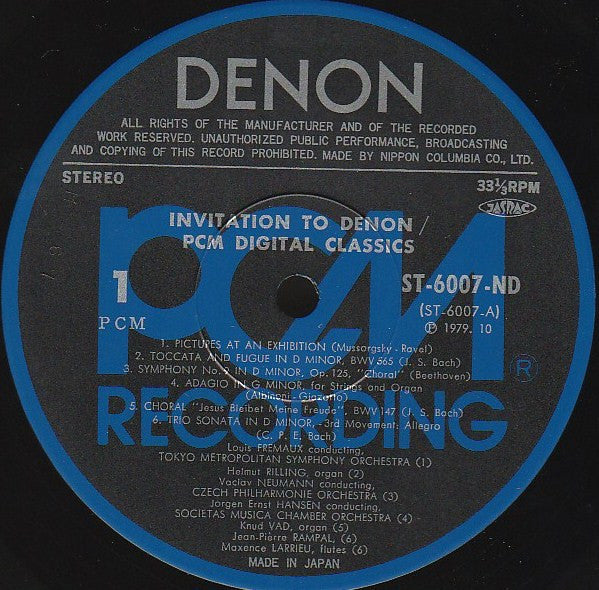 DENON
ALL RIGHTS OF THE MANUFACTURER AND OF THE RECORDED
WORK RESERVED. UNAUTHORIZED PUBLIC PERFORMANCE, BROADCASTING
AND COPYING OF THIS RECORD PROHIBITED. MADE BY NIPPON COLUMBIA CO., LTD.
STEREO
33⅓RPM
JASRAC
INVITATION TO DENON/
PCM DIGITAL CLASSICS
1
PCM
ST-6007-ND
(ST-6007-A)
Ⓟ 1979. 10
PCM
RECORDING
®
1. PICTURES AT AN EXHIBITION (Mussorgsky - Ravel)
2. TOCCATA AND FUGUE IN D MINOR, BWV 565 (J. S. Bach)
3. SYMPHONY No. 9 IN D MINOR, Op. 125, "Choral" (Beethoven)
4. ADAGIO IN G MINOR, for Strings and Organ
(Albinoni - Giazotto)
5. CHORAL "Jesus Bleibet Meine Freude", BWV 147 (J. S. Bach)
6. TRIO SONATA IN D MINOR, -3rd Movement: Allegro
(C. P. E. Bach)
Louis FREMAUX conducting,
TOKYO METROPOLITAN SYMPHONY ORCHESTRA (1)
Helmut RILLING, organ (2)
Vaclav NEUMANN conducting,
CZECH PHILHARMONIE ORCHESTRA (3)
Jorgen Ernst HANSEN conducting,
SOCIETAS MUSICA CHAMBER ORCHESTRA (4)
Knud VAD, organ (5)
Jean-Pièrre RAMPAL, (6)
Maxence LARRIEU, flutes (6)
MADE IN JAPAN